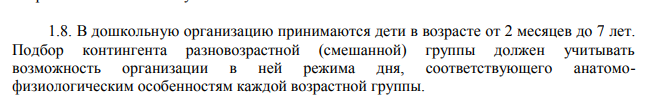 1.8. В дошкольную организацию принимаются дети в возрасте от 2 месяцев до 7 лет.
Подбор контингента разновозрастной (смешанной) группы должен учитывать
возможность организации в ней режима дня, соответствующего анатомо-
физиологическим особенностям каждой возрастной группы.